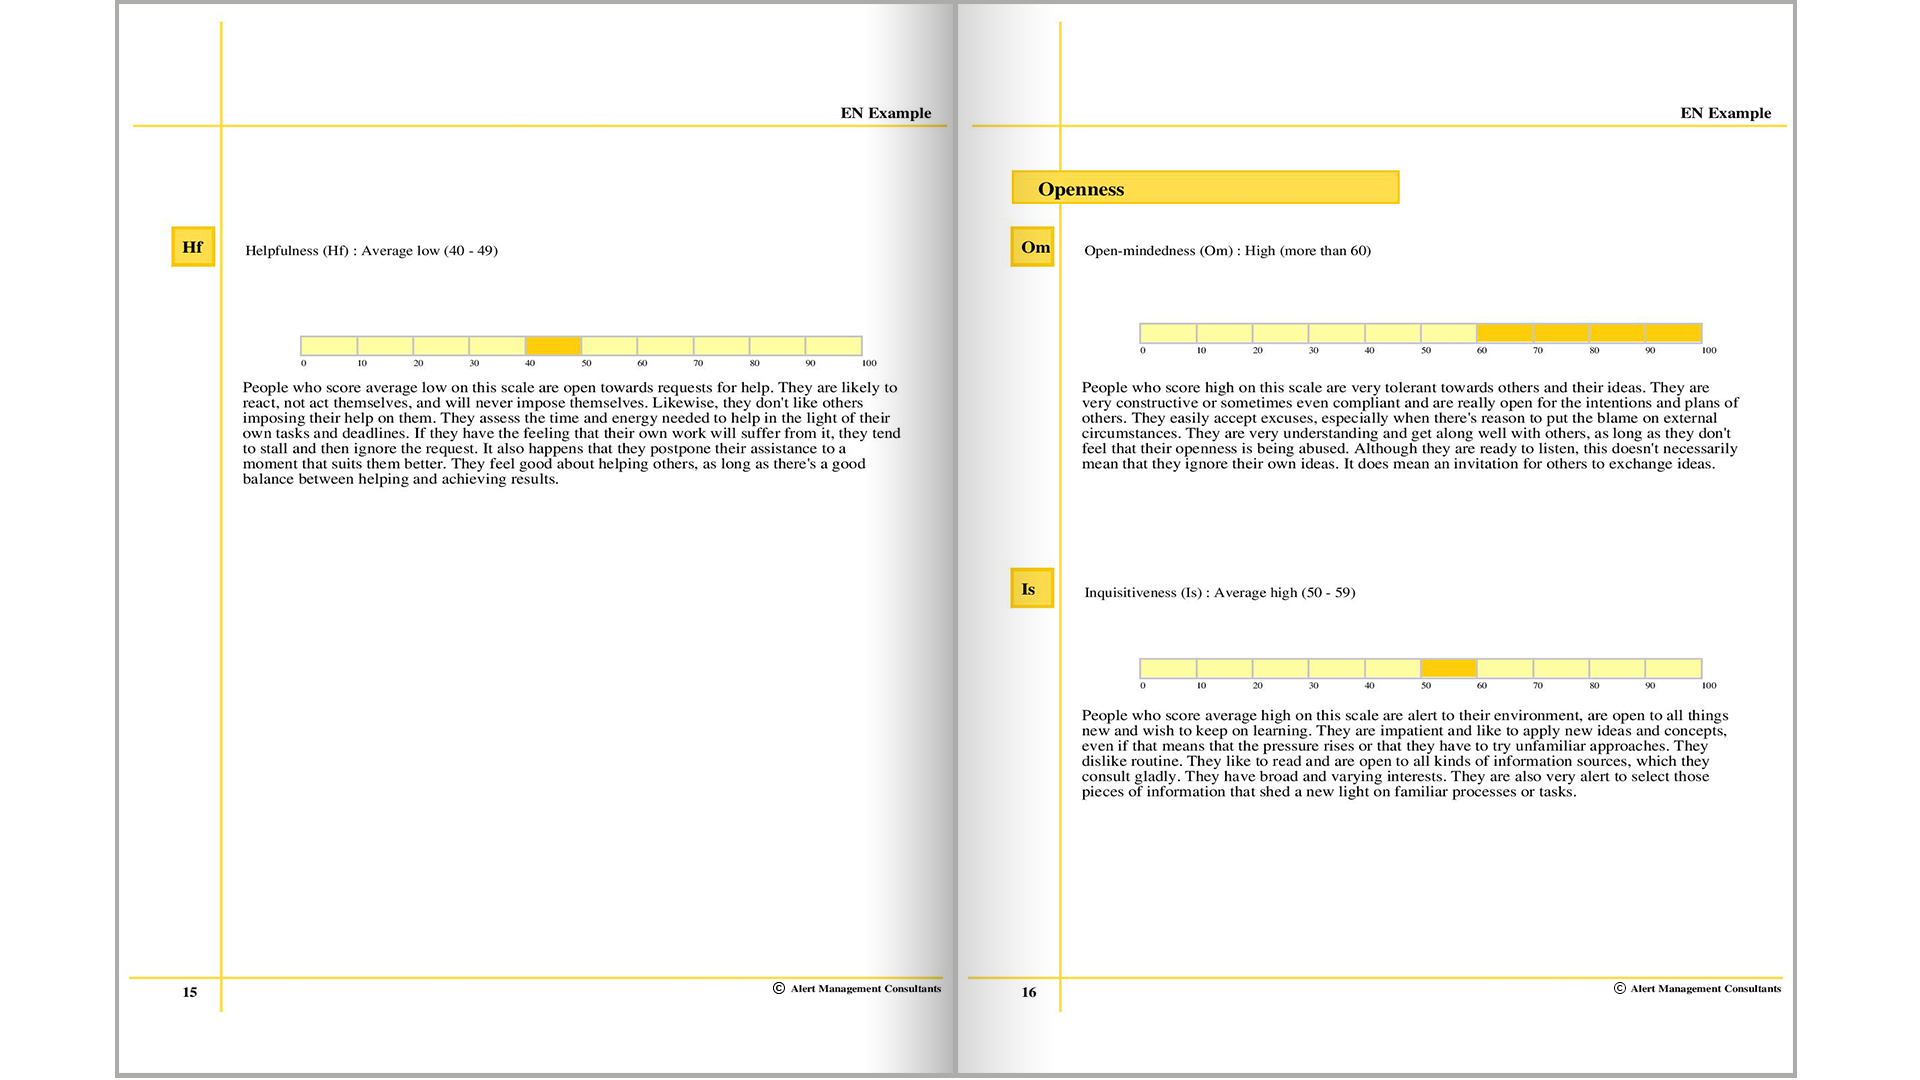 EN Example
Hf
Helpfulness (Hf) : Average low (40 - 49)
0 10 20 30 40 50 60 70 80 90 100
People who score average low on this scale are open towards requests for help. They are likely to
react, not act themselves, and will never impose themselves. Likewise, they don't like others
imposing their help on them. They assess the time and energy needed to help in the light of their
own tasks and deadlines. If they have the feeling that their own work will suffer from it, they tend
to stall and then ignore the request. It also happens that they postpone their assistance to a
moment that suits them better. They feel good about helping others, as long as there's a good
balance between helping and achieving results.
15
© Alert Management Consultants
EN Example
Openness
Om
Open-mindedness (Om) : High (more than 60)
0 10 20 30 40 50 60 70 80 90 100
People who score high on this scale are very tolerant towards others and their ideas. They are
very constructive or sometimes even compliant and are really open for the intentions and plans of
others. They easily accept excuses, especially when there's reason to put the blame on external
circumstances. They are very understanding and get along well with others, as long as they don't
feel that their openness is being abused. Although they are ready to listen, this doesn't necessarily
mean that they ignore their own ideas. It does mean an invitation for others to exchange ideas.
Is
Inquisitiveness (Is) : Average high (50 - 59)
0 10 20 30 40 50 60 70 80 90 100
People who score average high on this scale are alert to their environment, are open to all things
new and wish to keep on learning. They are impatient and like to apply new ideas and concepts,
even if that means that the pressure rises or that they have to try unfamiliar approaches. They
dislike routine. They like to read and are open to all kinds of information sources, which they
consult gladly. They have broad and varying interests. They are also very alert to select those
pieces of information that shed a new light on familiar processes or tasks.
16
© Alert Management Consultants